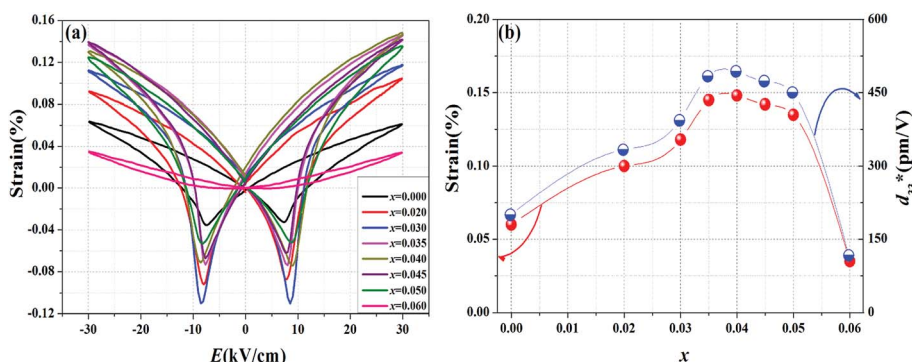 (a)
Strain(%)
0.16
0.12
0.08
0.04
0.00
-0.04
-0.08
-0.12
-30
-20
-10
0
10
20
30
E(kV/cm)
x=0.000
x=0.020
x=0.030
x=0.035
x=0.040
x=0.045
x=0.050
x=0.060
(b)
Strain(%)
0.20
0.15
0.10
0.05
0.00
0.00
0.01
0.02
0.03
0.04
0.05
0.06
x
600
450
300
150
0
d33*(pm/V)